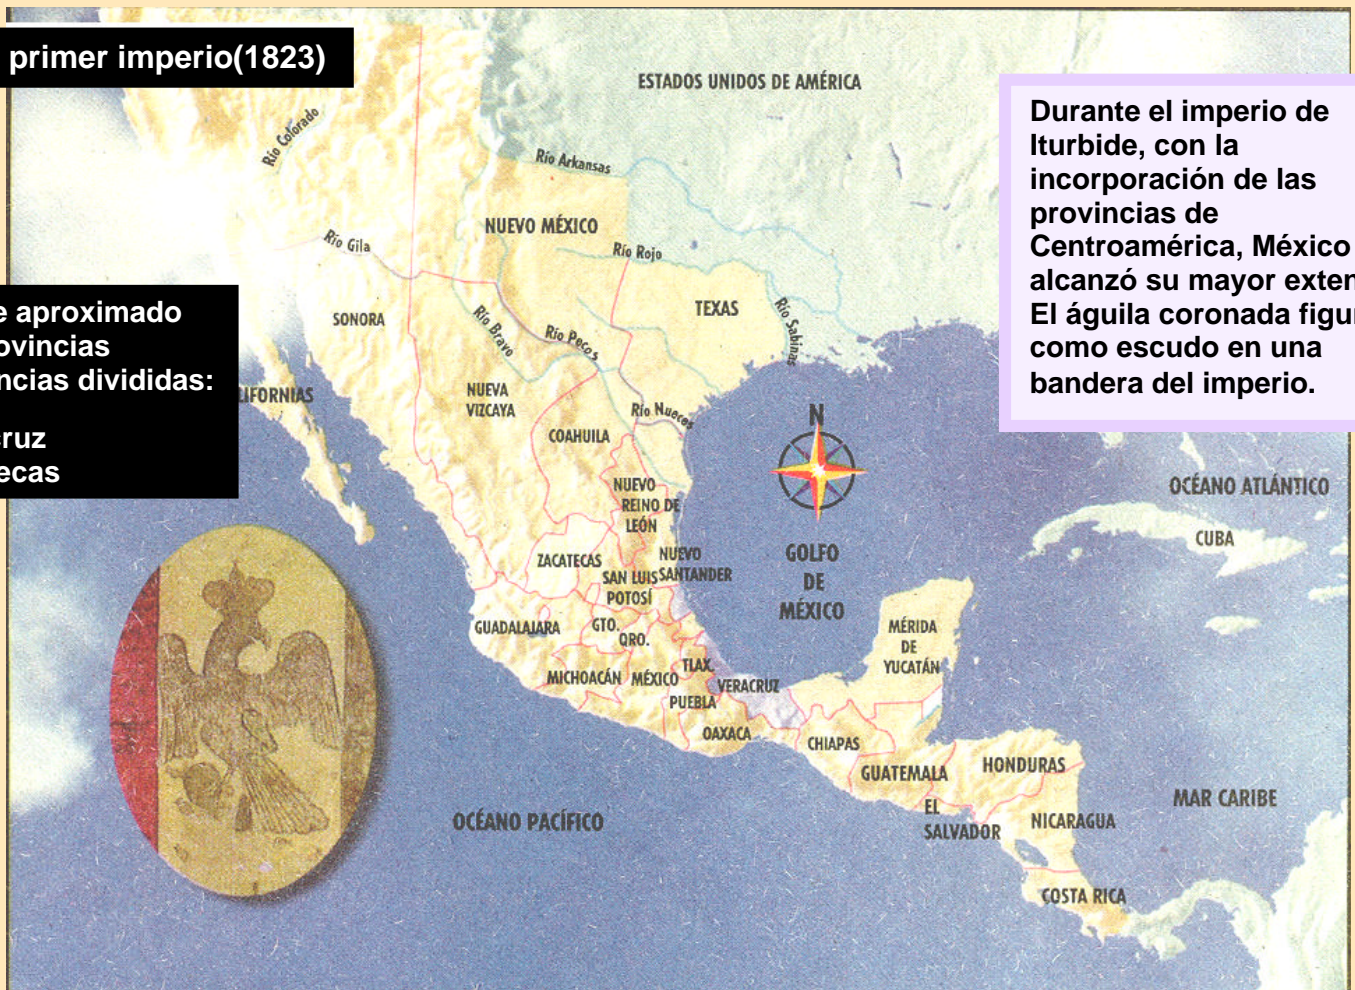 primer imperio(1823)
ESTADOS UNIDOS DE AMÉRICA
Durante el imperio de
Iturbide, con la
incorporación de las
provincias de
Centroamérica, México
alcanzó su mayor exten
El águila coronada figu
como escudo en una
bandera del imperio.
Río Colorado
Río Arkansas
NUEVO MÉXICO
Río Gila
Río Rojo
e aproximado
ovincias
ncias divididas:
cruz
ecas
SONORA
TEXAS
Río Sabinas
Río Bravo
Río Pecos
LIFORNIAS
NUEVA
VIZCAYA
Río Nueces
COAHUILA
N
NUEVO
REINO DE
LEÓN
OCÉANO ATLÁNTICO
CUBA
ZACATECAS
NUEVO
SANTANDER
GOLFO
DE
MÉXICO
SAN LUIS
POTOSÍ
GUADALAJARA
GTO.
QRO.
MÉRIDA
DE
YUCATÁN
MICHOACÁN
MÉXICO
TLAX.
VERACRUZ
PUEBLA
OAXACA
CHIAPAS
GUATEMALA
HONDURAS
EL
SALVADOR
NICARAGUA
MAR CARIBE
OCÉANO PACÍFICO
COSTA RICA